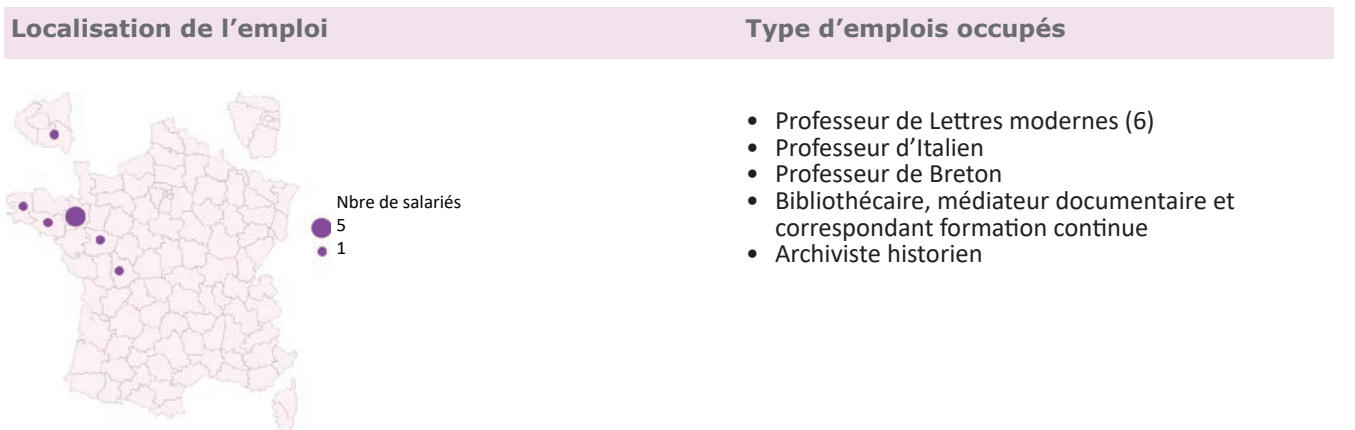 Localisation de l’emploi
Type d’emplois occupés
Nbre de salariés
5
1
• Professeur de Lettres modernes (6)
• Professeur d’Italien
• Professeur de Breton
• Bibliothécaire, médiateur documentaire et
correspondant formation continue
• Archiviste historien